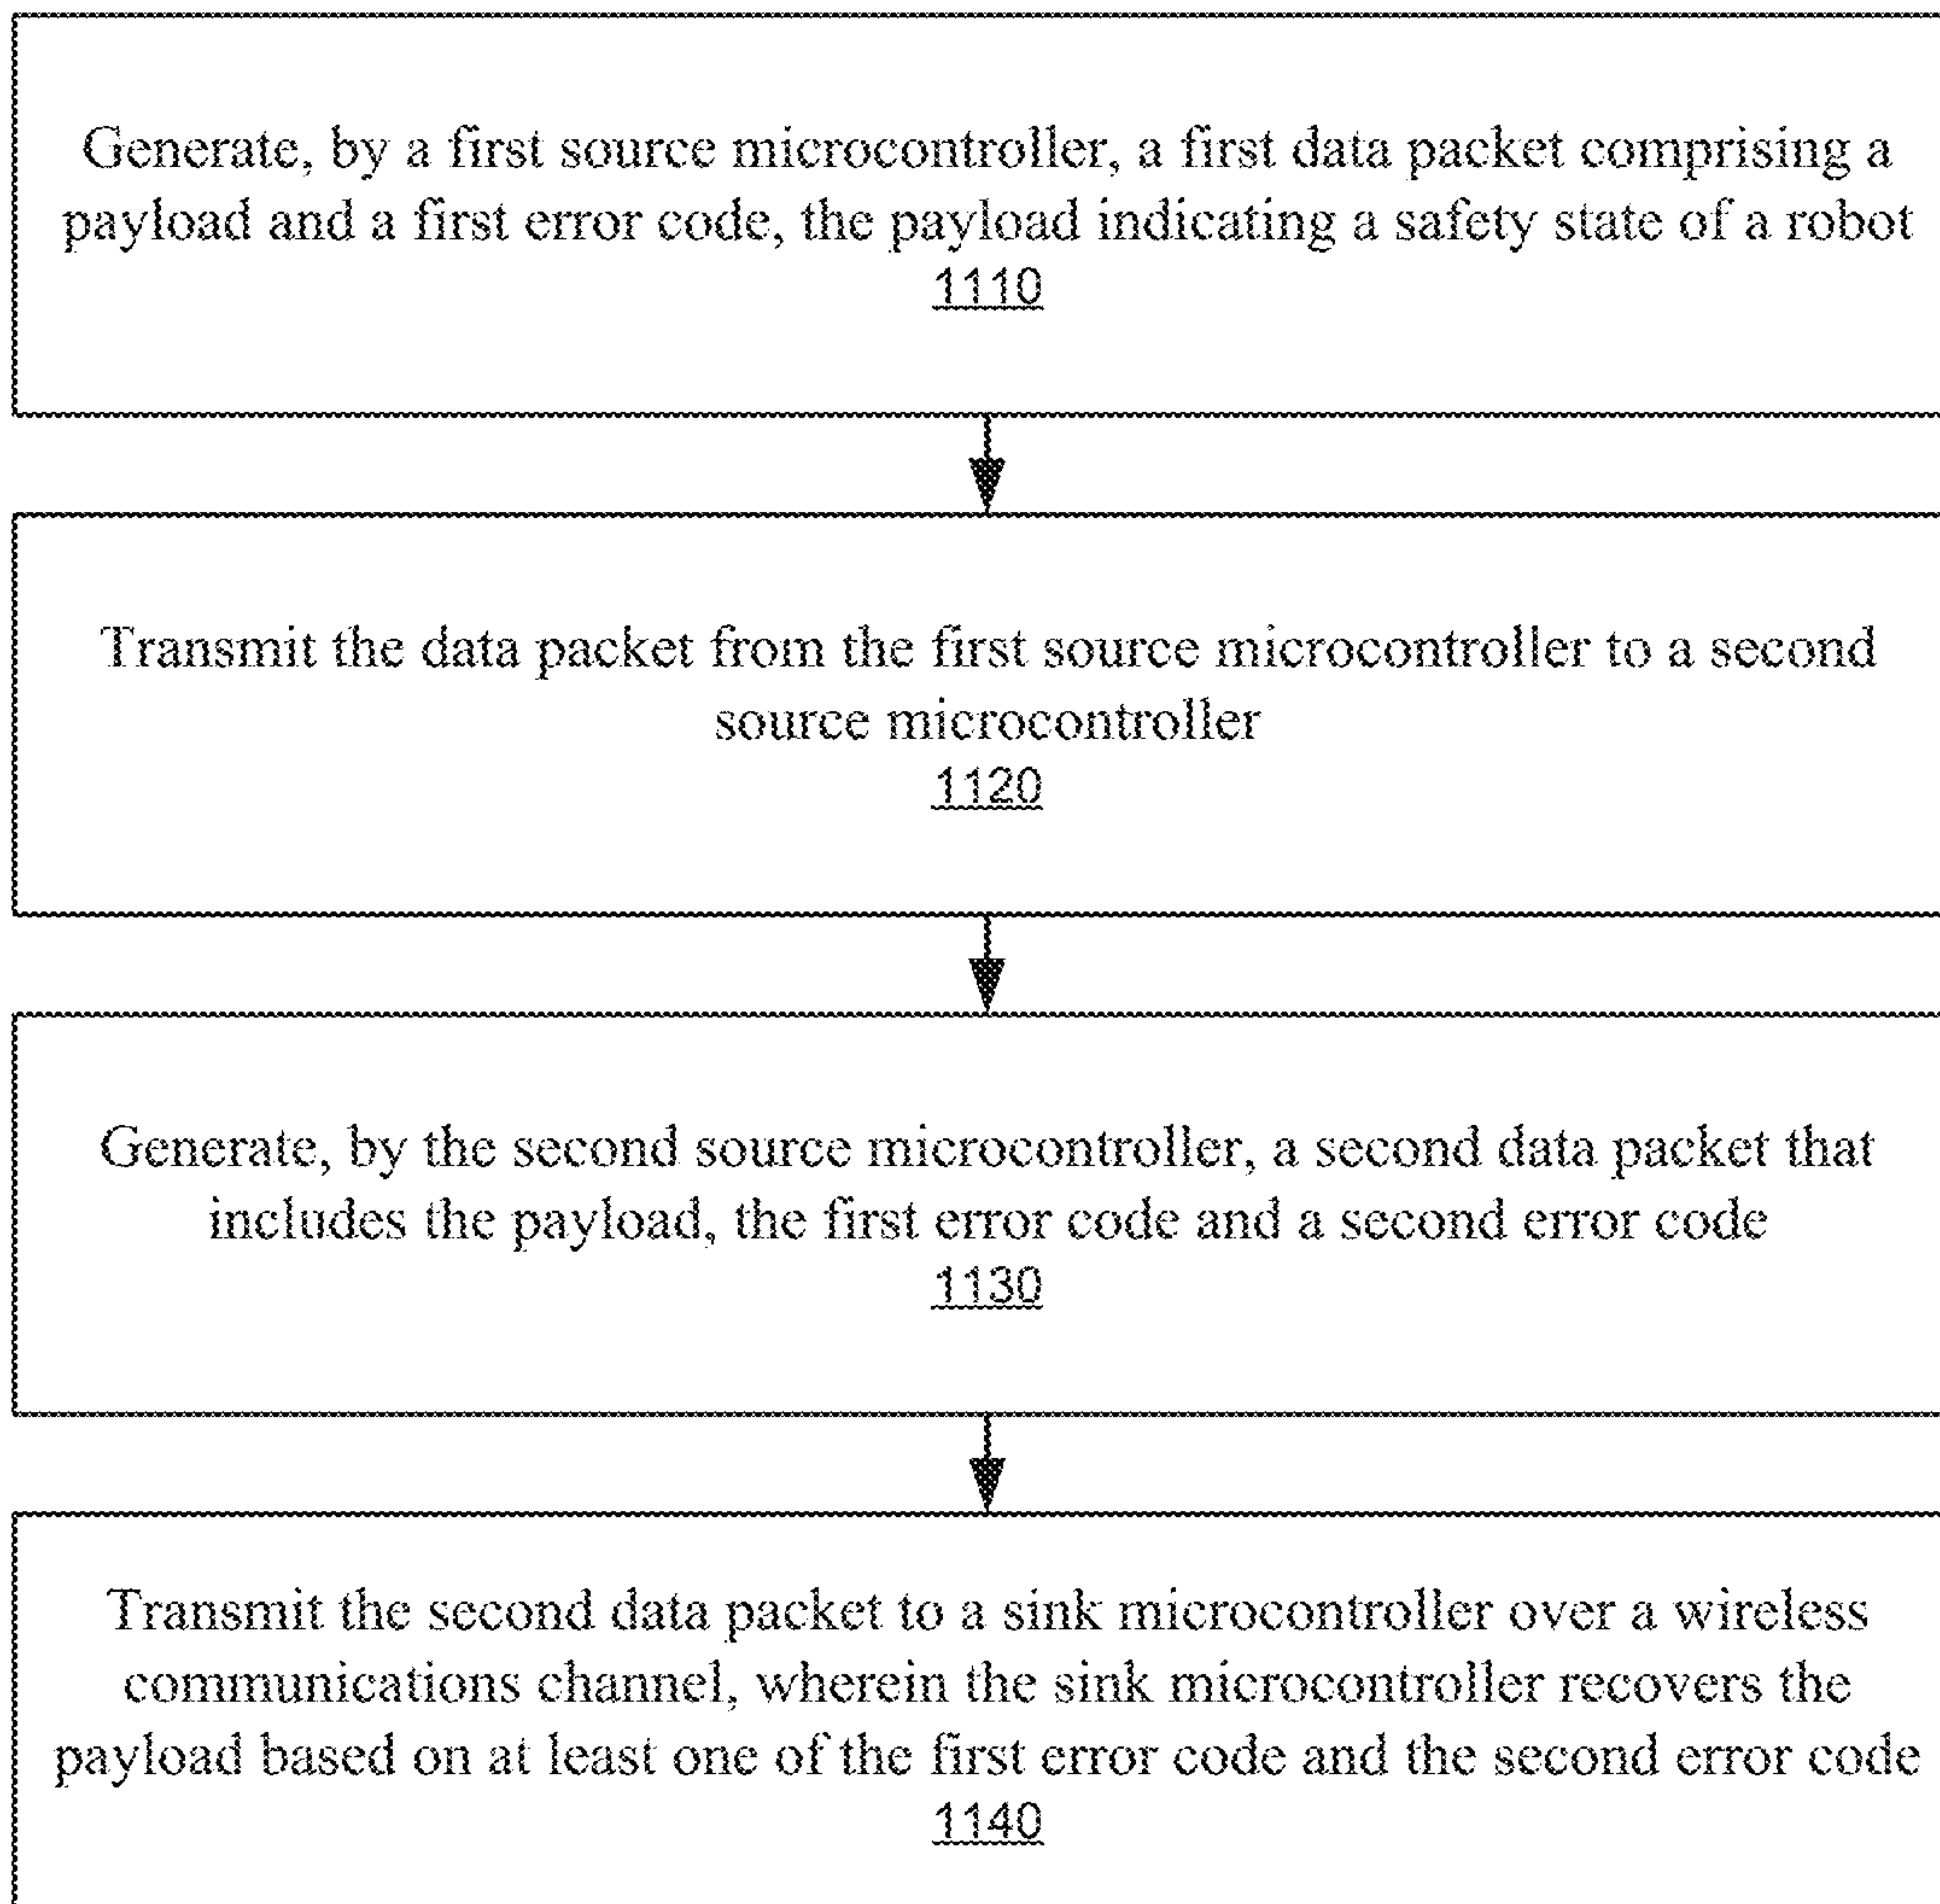 Generate, by a first source microcontroller, a first data packet comprising a
payload and a first error code, the payload indicating a safety state of a robot
1110
Transmit the data packet from the first source microcontroller to a second
source microcontroller
1120
Generate, by the second source microcontroller, a second data packet that
includes the payload, the first error code and a second error code
1130
Transmit the second data packet to a sink microcontroller over a wireless
communications channel, wherein the sink microcontroller recovers the
payload based on at least one of the first error code and the second error code
1140